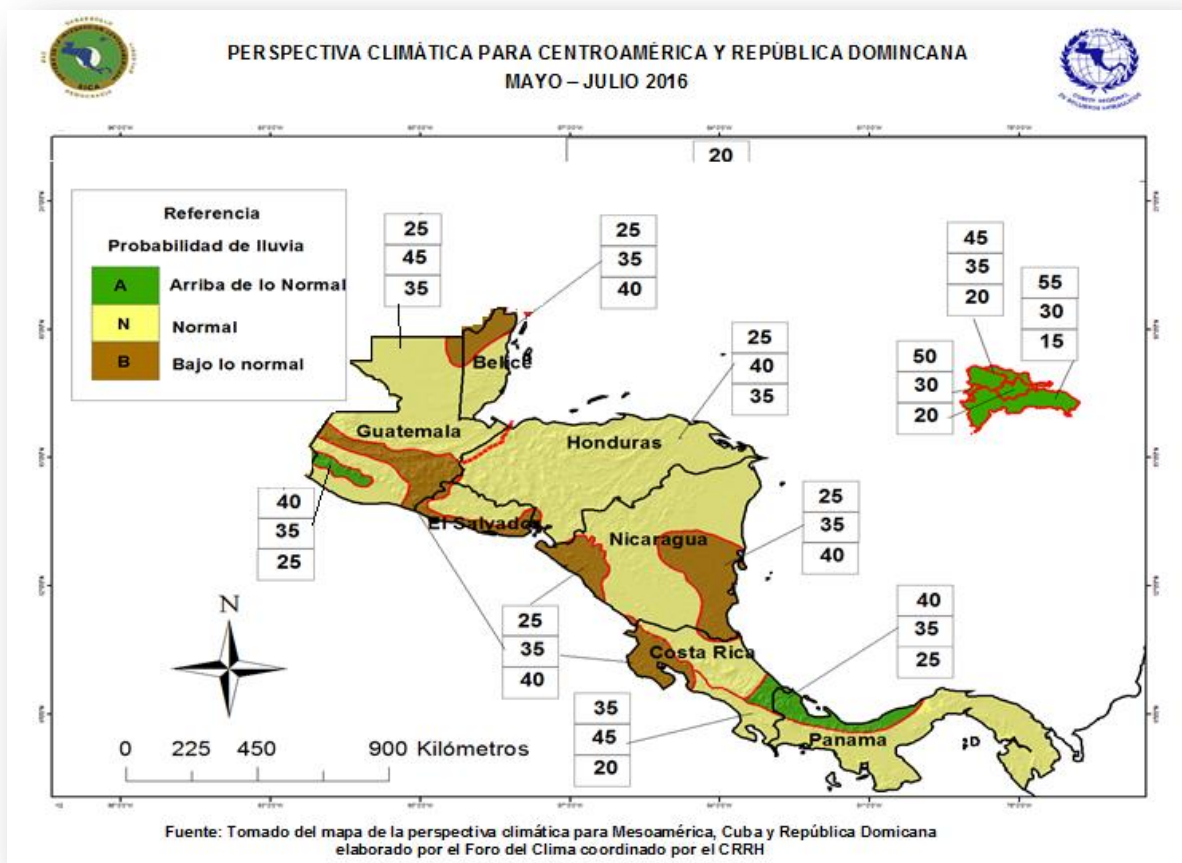 PERSPECTIVA CLIMÁTICA PARA CENTROAMÉRICA Y REPÚBLICA DOMINCANA
MAYO – JULIO 2016
SICA
20
Referencia
Probabilidad de lluvia
A Arriba de lo Normal
N Normal
B Bajo lo normal
25
45
35
25
35
40
45
35
20
55
30
15
50
30
20
25
40
35
Belice
Guatemala
Honduras
40
35
25
El Salvador
Nicaragua
25
35
40
25
35
40
Costa Rica
40
35
25
35
45
20
Panama
D
N
0 225 450 900 Kilómetros
Fuente: Tomado del mapa de la perspectiva climática para Mesoamérica, Cuba y República Domicana
elaborado por el Foro del Clima coordinado por el CRRH